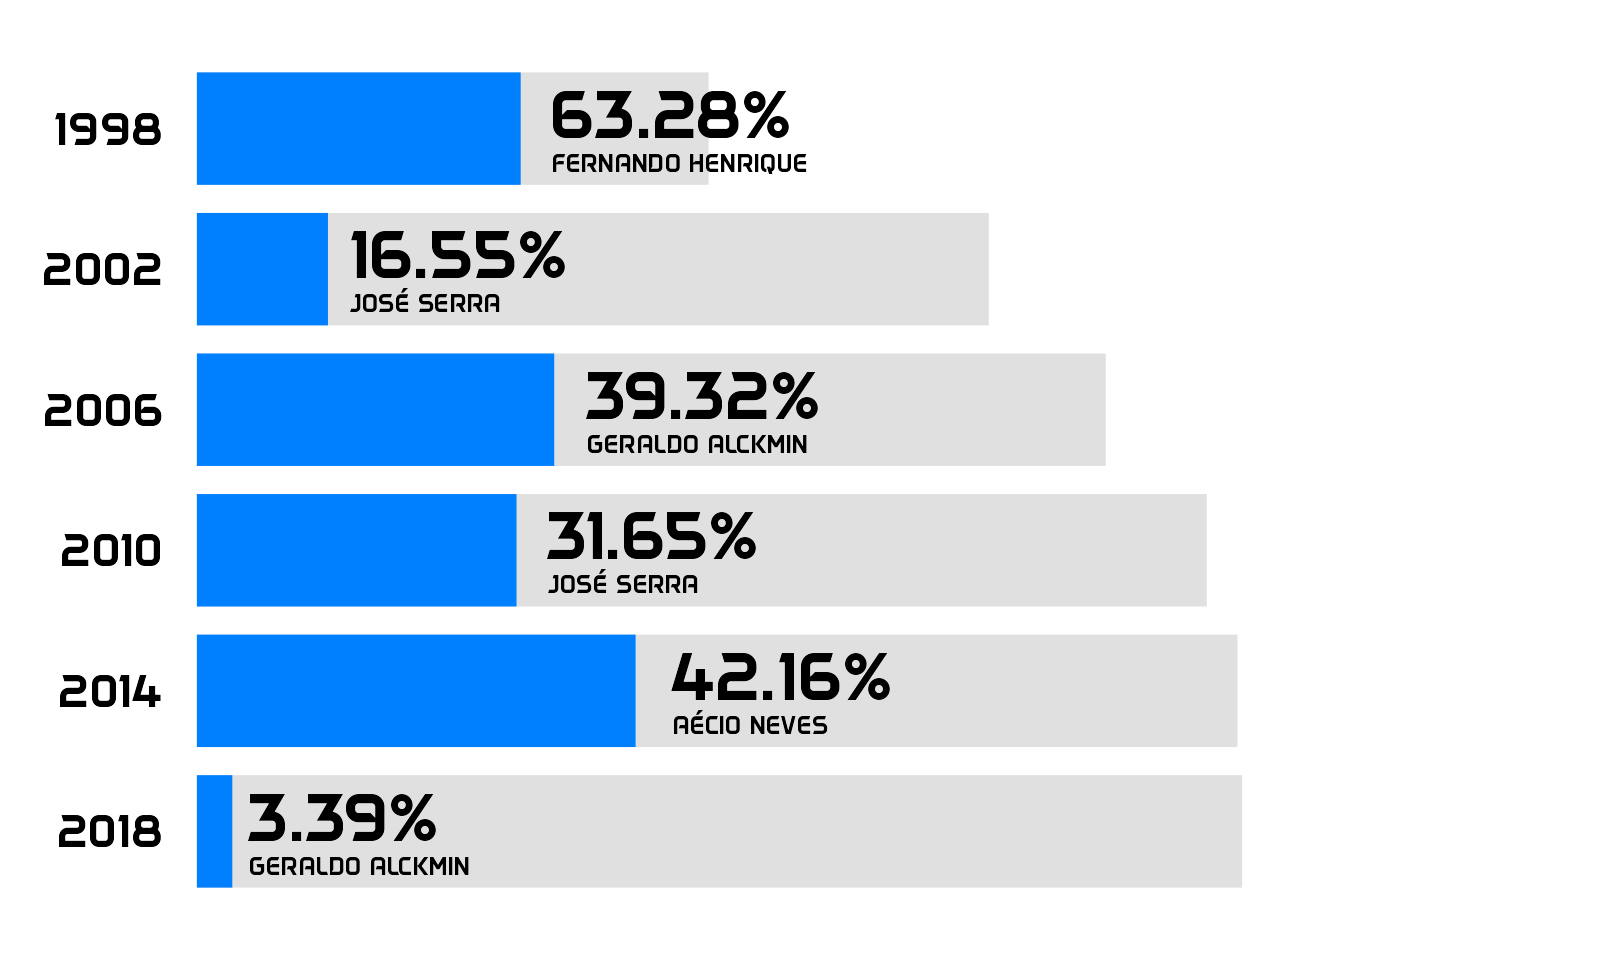 1998
63.28%
FERNANDO HENRIQUE
2002
16.55%
JOSÉ SERRA
2006
39.32%
GERALDO ALCKMIN
2010
31.65%
JOSÉ SERRA
2014
42.16%
AÉCIO NEVES
2018
3.39%
GERALDO ALCKMIN